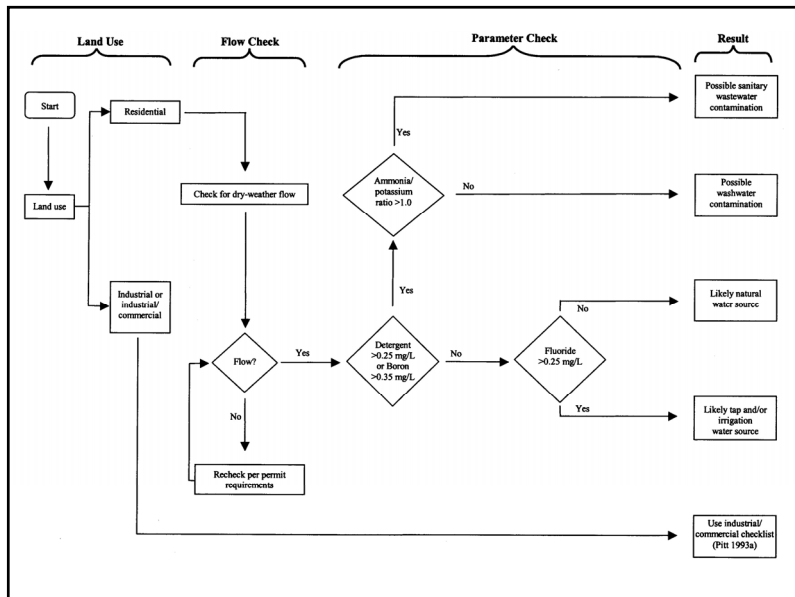 Land Use
Flow Check
Parameter Check
Result
Start
Residential
Possible sanitary
wastewater
contamination
Yes
Ammonia/
potassium
ratio >1.0
No
Possible
washwater
contamination
Check for dry-weather flow
Land use
Yes
Industrial or
industrial/
commercial
Likely natural
water source
No
Flow?
Yes
Detergent
>0.25 mg/L
or Boron
>0.35 mg/L
No
Fluoride
>0.25 mg/L
Yes
Likely tap and/or
irrigation
water source
No
Recheck per permit
requirements
Use industrial/
commercial checklist
(Pitt 1993a)